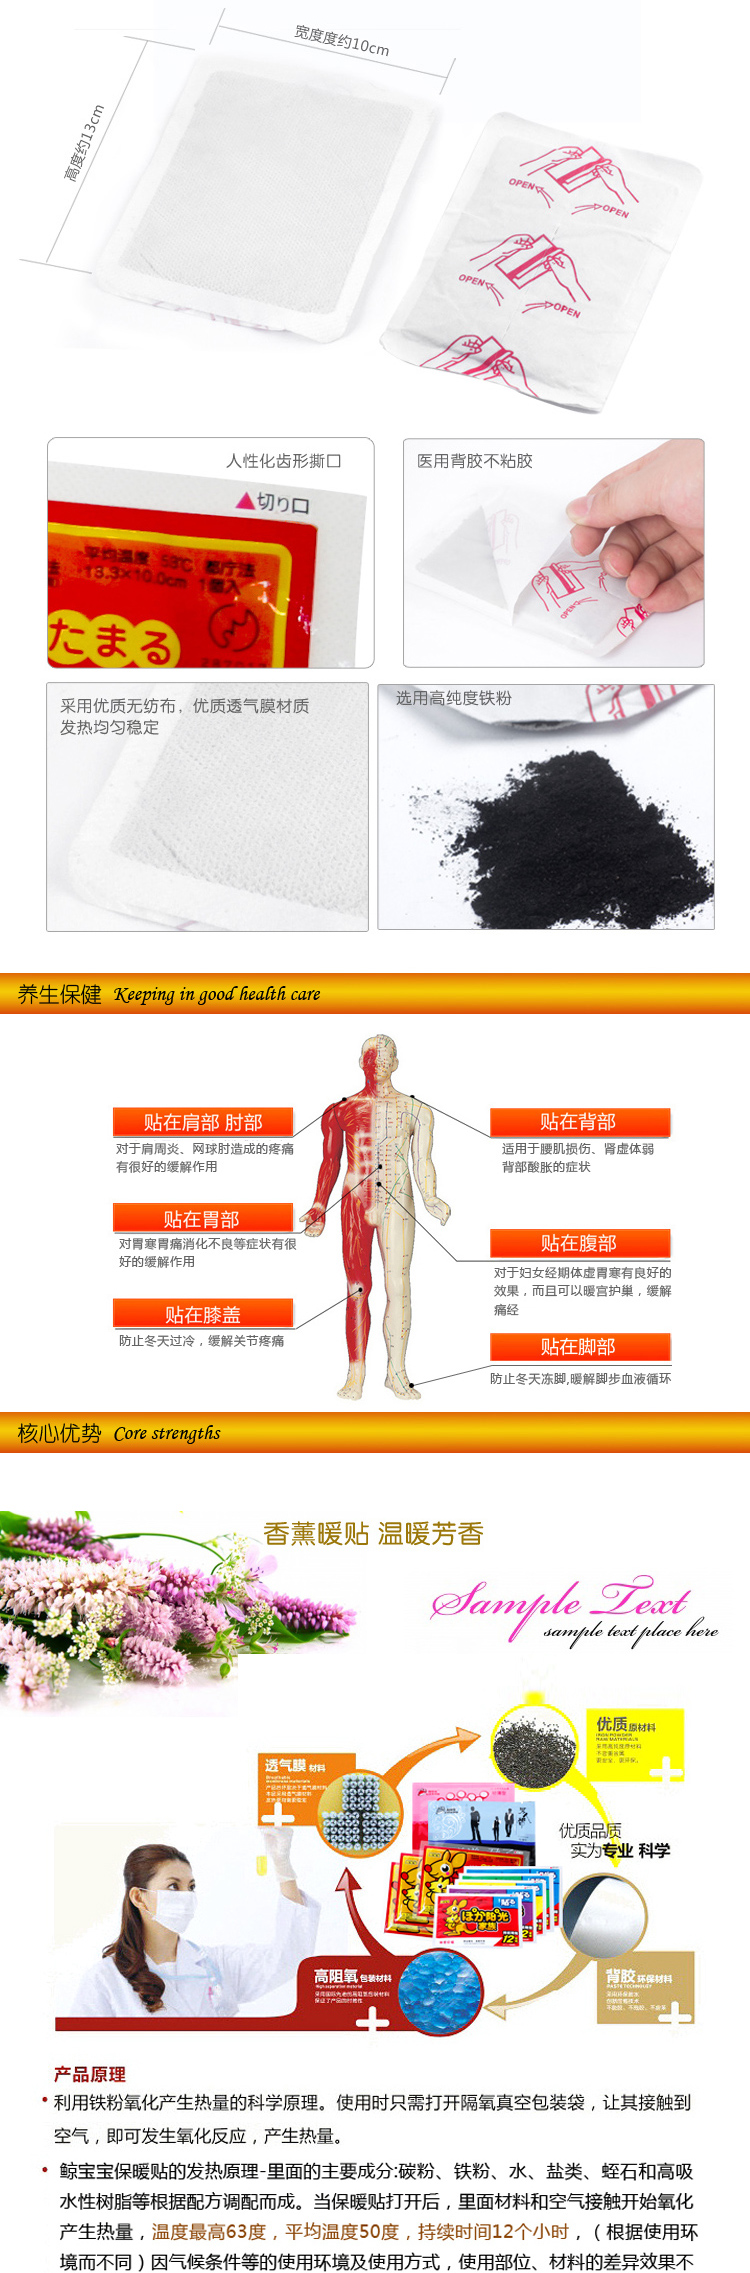 宽度度约10cm
高度约13cm
OPEN
OPEN
OPEN
OPEN
人性化齿形撕口
▲切り口
平均温度 53℃
13.3×10.0cm 1個入
たまる
医用背胶不粘胶
OPEN
采用优质无纺布，优质透气膜材质
发热均匀稳定
选用高纯度铁粉
养生保健 Keeping in good health care
贴在肩部 肘部
对于肩周炎、网球肘造成的疼痛
有很好的缓解作用
贴在背部
适用于腰肌损伤、肾虚体弱
背部酸胀的症状
贴在胃部
对胃寒胃痛消化不良等症状有很
好的缓解作用
贴在腹部
对于妇女经期体虚胃寒有良好的
效果，而且可以暖宫护巢，缓解
痛经
贴在膝盖
防止冬天过冷，缓解关节疼痛
贴在脚部
防止冬天冻脚,暖解脚步血液循环
核心优势 Core strengths
香薰暖贴 温暖芳香
Sample Text
sample text place here
优质原材料
IRON POWDER
RAW MATERIALS
透气膜 材料
优质品质
实为专业 科学
ぽか阳光
家族
高阻氧 包装材料
背胶 环保材料
产品原理
• 利用铁粉氧化产生热量的科学原理。使用时只需打开隔氧真空包装袋，让其接触到
空气，即可发生氧化反应，产生热量。
• 鲸宝宝保暖贴的发热原理-里面的主要成分:碳粉、铁粉、水、盐类、蛭石和高吸
水性树脂等根据配方调配而成。当保暖贴打开后，里面材料和空气接触开始氧化
产生热量，温度最高63度，平均温度50度，持续时间12个小时，（根据使用环
境而不同）因气候条件等的使用环境及使用方式，使用部位、材料的差异效果不